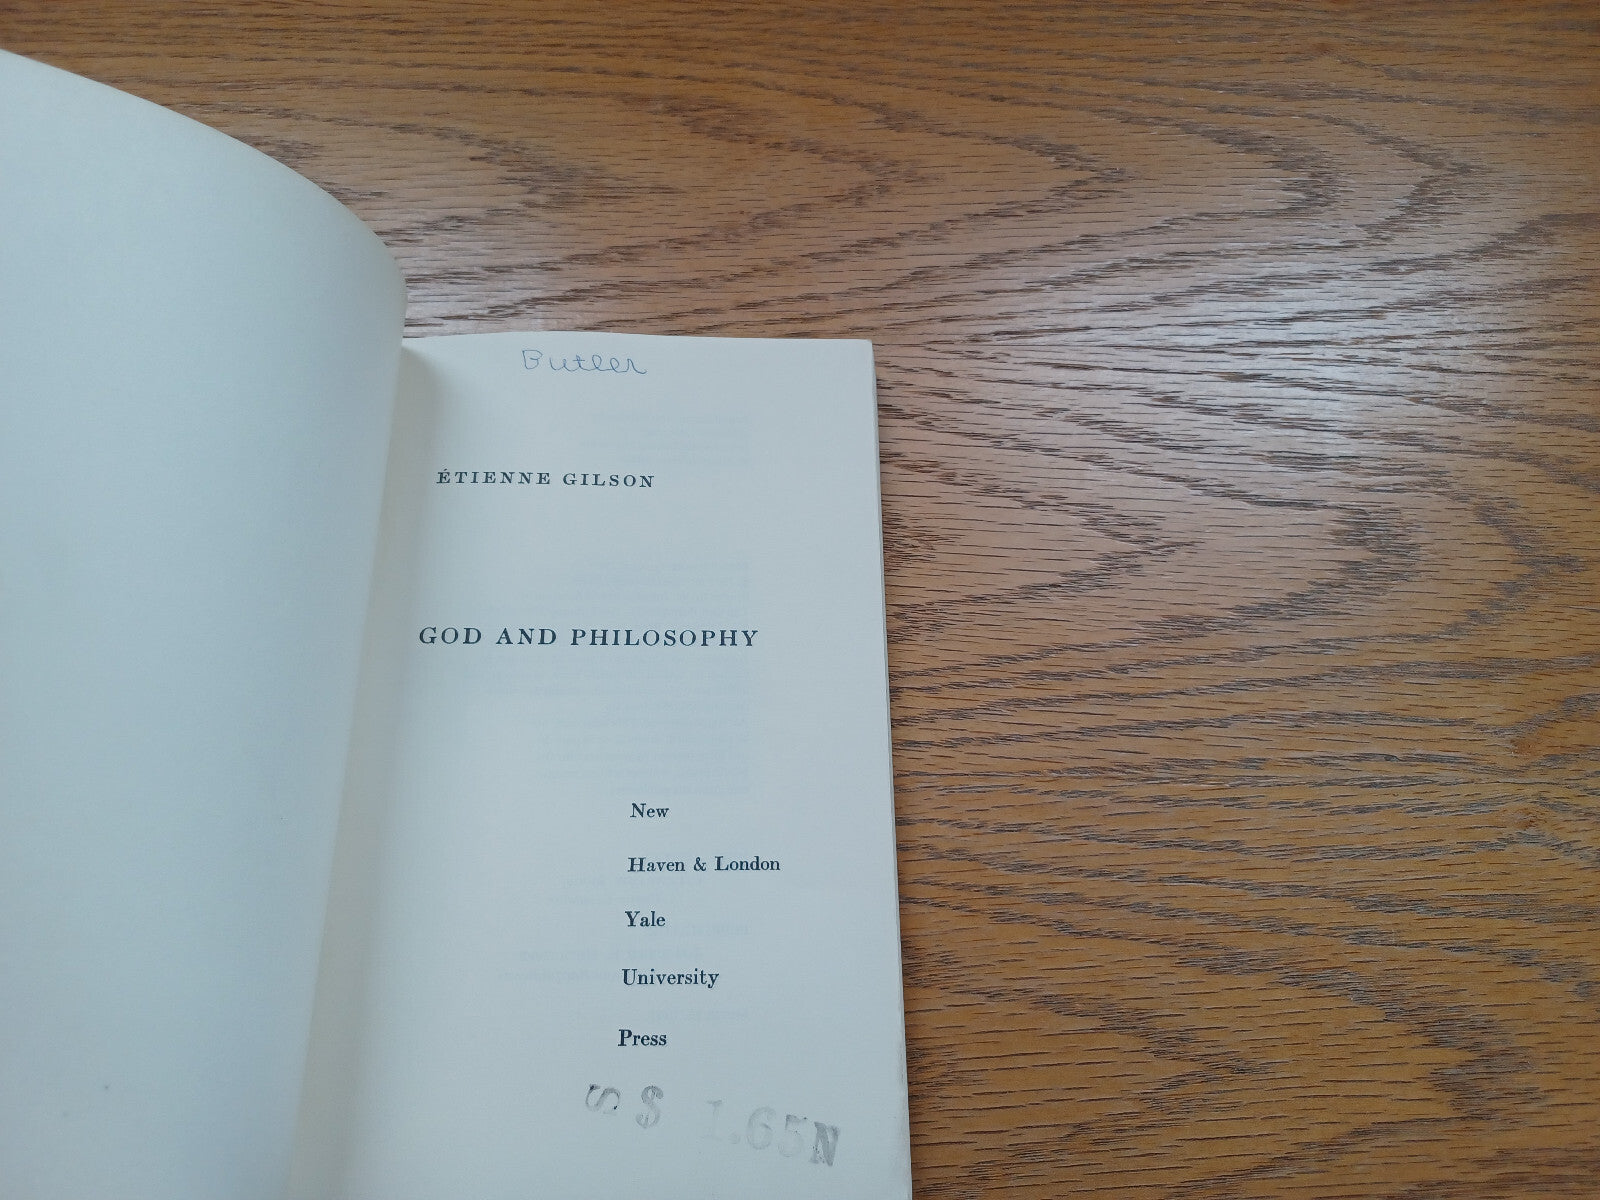 Butler
ÉTIENNE GILSON
GOD AND PHILOSOPHY
New
Haven & London
Yale
University
Press
S $ 1.65N